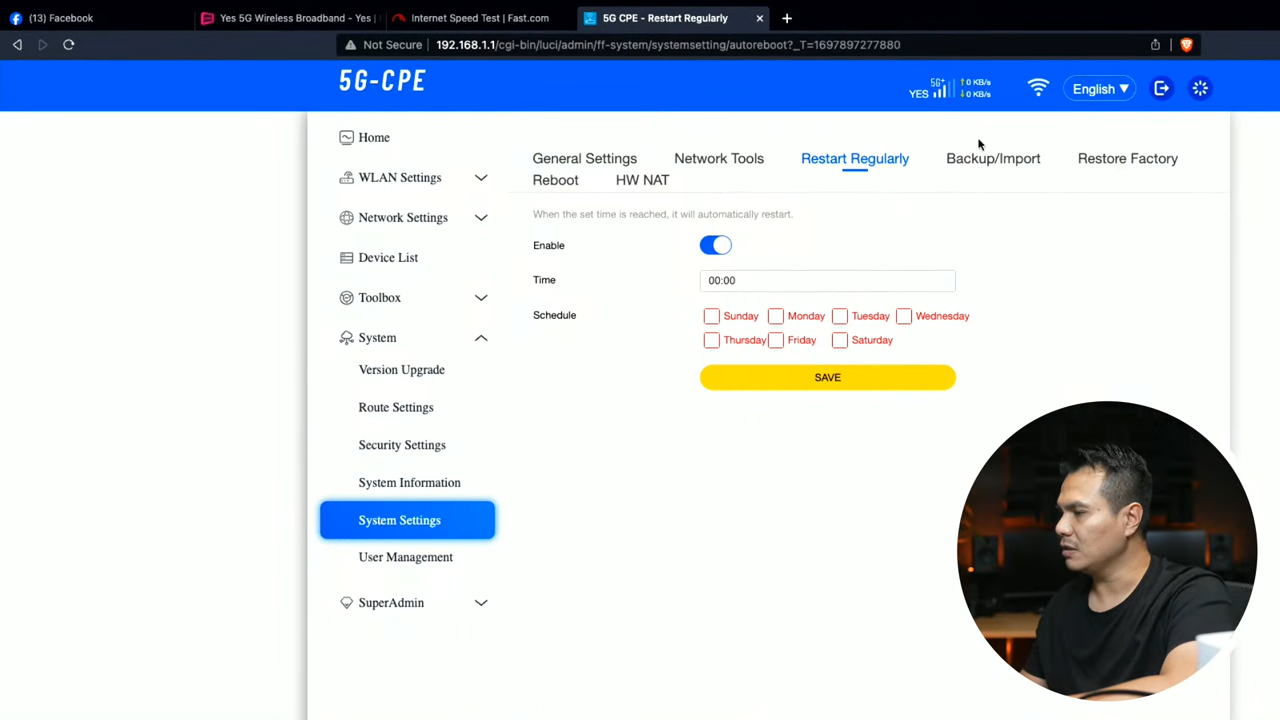 (13) Facebook
Yes 5G Wireless Broadband - Yes
Internet Speed Test | Fast.com
5G CPE - Restart Regularly
Not Secure 192.168.1.1/cgi-bin/luci/admin/ff-system/systemsetting/autoreboot?_T=1697897277880
5G-CPE
YES 5G+ 0 KB/s
0 KB/s
English
Home
WLAN Settings
Network Settings
Device List
Toolbox
System
Version Upgrade
Route Settings
Security Settings
System Information
System Settings
User Management
SuperAdmin
General Settings Network Tools Restart Regularly Backup/Import Restore Factory
Reboot HW NAT
When the set time is reached, it will automatically restart.
Enable
Time 00:00
Schedule Sunday Monday Tuesday Wednesday
Thursday Friday Saturday
SAVE